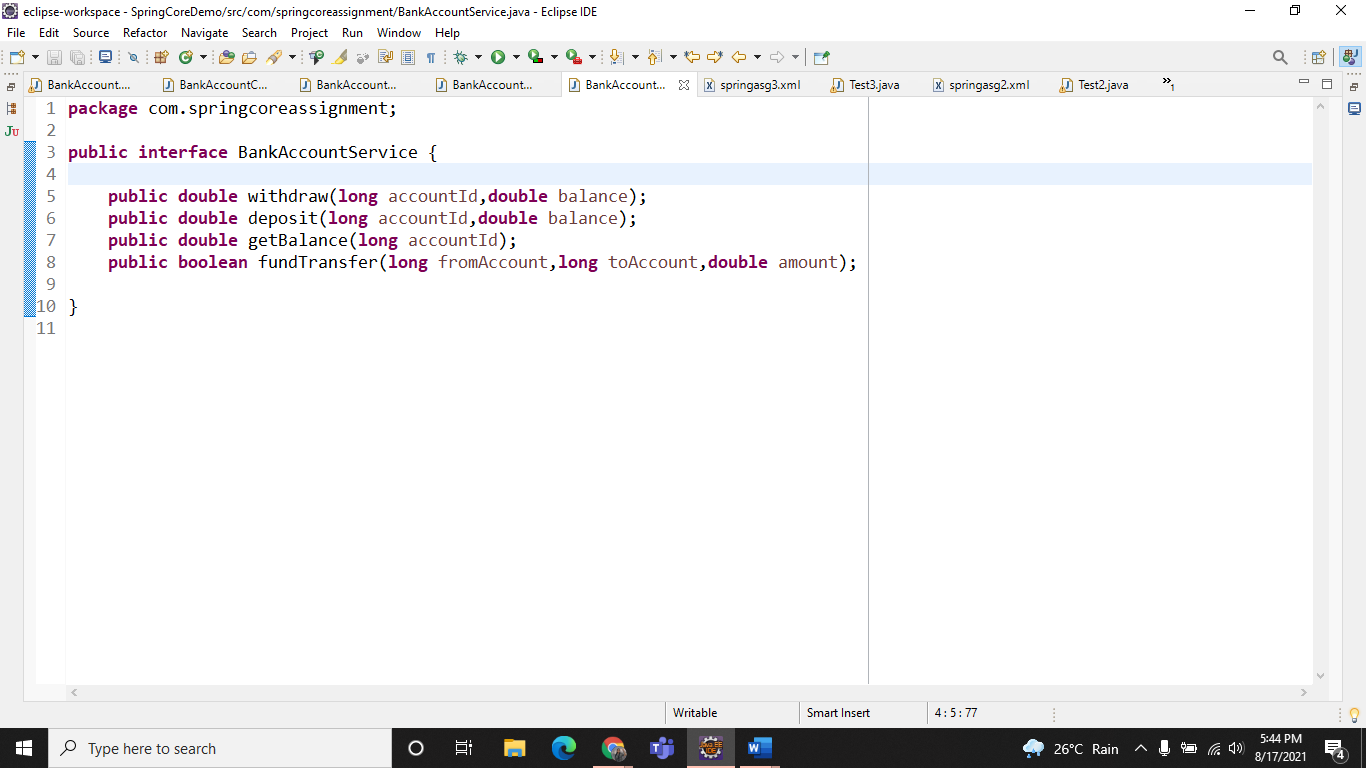 eclipse-workspace - SpringCoreDemo/src/com/springcoreassignment/BankAccountService.java - Eclipse IDE
File Edit Source Refactor Navigate Search Project Run Window Help
BankAccount.... BankAccountC... BankAccount... BankAccount... BankAccount... springasg3.xml Test3.java springasg2.xml Test2.java »1
1 package com.springcoreassignment;
2
3 public interface BankAccountService {
4
5 public double withdraw(long accountId,double balance);
6 public double deposit(long accountId,double balance);
7 public double getBalance(long accountId);
8 public boolean fundTransfer(long fromAccount,long toAccount,double amount);
9
10 }
11
Writable Smart Insert 4 : 5 : 77
Type here to search 26°C Rain 5:44 PM
8/17/2021 4